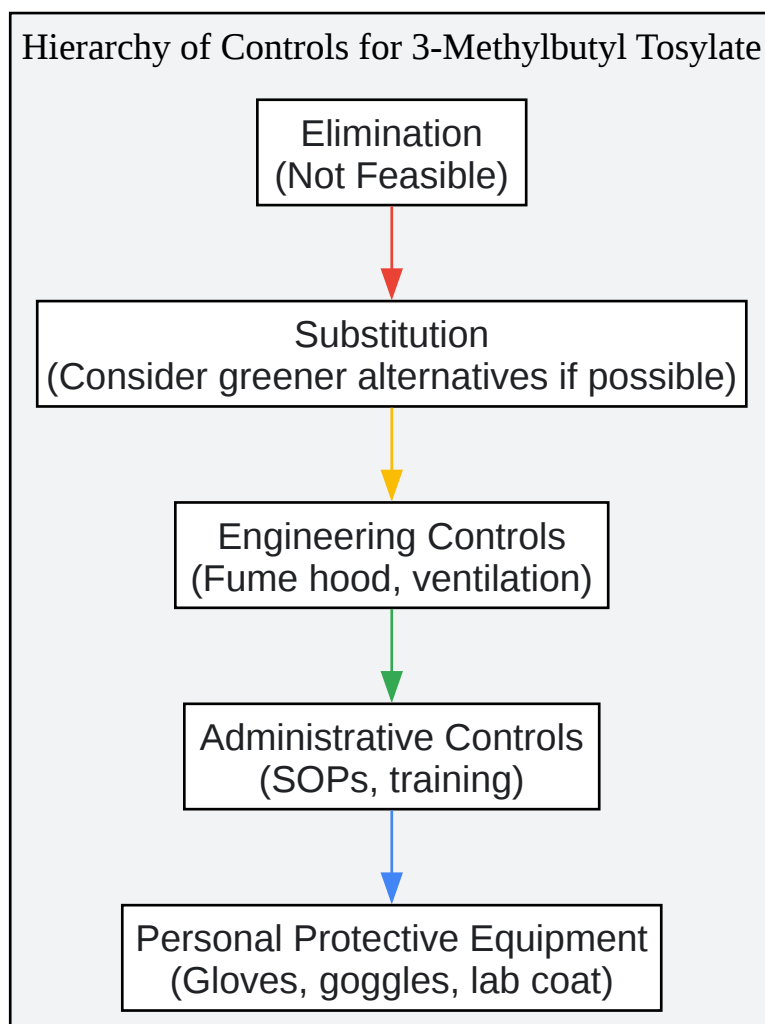 Hierarchy of Controls for 3-Methylbutyl Tosylate
Elimination
(Not Feasible)
Substitution
(Consider greener alternatives if possible)
Engineering Controls
(Fume hood, ventilation)
Administrative Controls
(SOPs, training)
Personal Protective Equipment
(Gloves, goggles, lab coat)